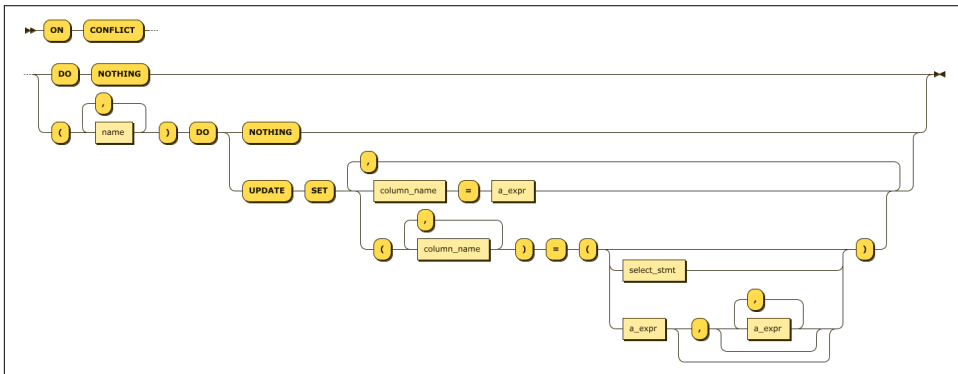 ON CONFLICT
DO NOTHING
,
( name ) DO NOTHING
,
UPDATE SET column_name = a_expr
,
( column_name ) = ( )
select_stmt
,
a_expr , a_expr